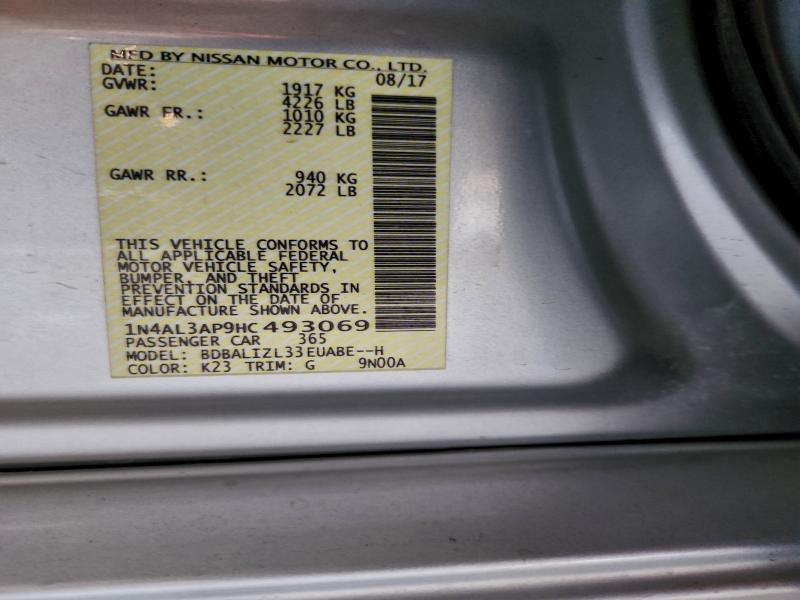 MFD BY NISSAN MOTOR CO., LTD.
DATE: 08/17
GVWR: 1917 KG
4226 LB
GAWR FR.: 1010 KG
2227 LB
GAWR RR.: 940 KG
2072 LB
THIS VEHICLE CONFORMS TO
ALL APPLICABLE FEDERAL
MOTOR VEHICLE SAFETY,
BUMPER, AND THEFT
PREVENTION STANDARDS IN
EFFECT ON THE DATE OF
MANUFACTURE SHOWN ABOVE.
1N4AL3AP9HC493069
PASSENGER CAR 365
MODEL: BDBALIZL33EUABE--H
COLOR: K23 TRIM: G 9N00A